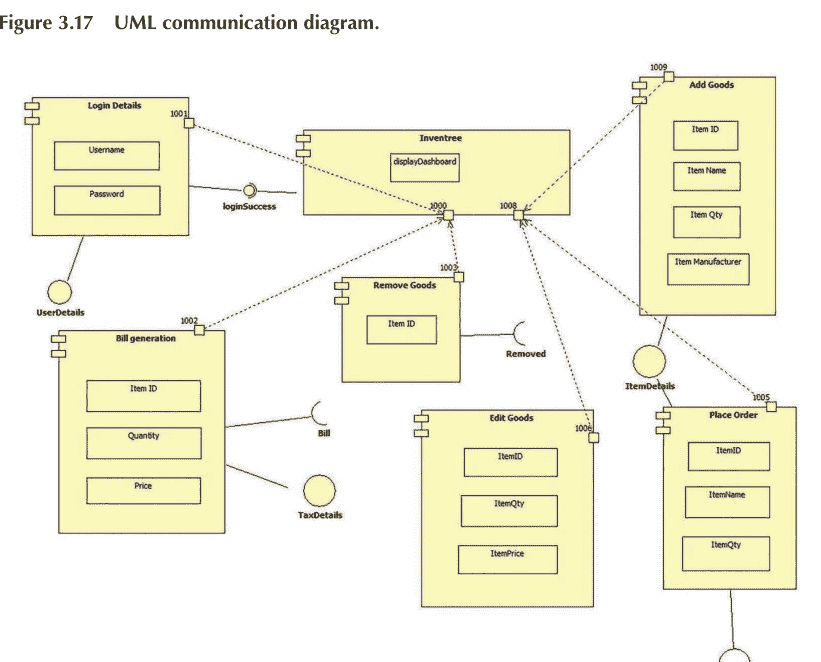 Figure 3.17 UML communication diagram.
1009
Login Details
1001
Username
Password
Inventree
displayDashboard
1000
1008
loginSuccess
Add Goods
Item ID
Item Name
Item Qty
Item Manufacturer
UserDetails
1003
Remove Goods
Item ID
Removed
ItemDetails
1002
Bill generation
Item ID
Quantity
Price
Bill
TaxDetails
Edit Goods
ItemID
ItemQty
ItemPrice
1005
Place Order
ItemID
ItemName
ItemQty